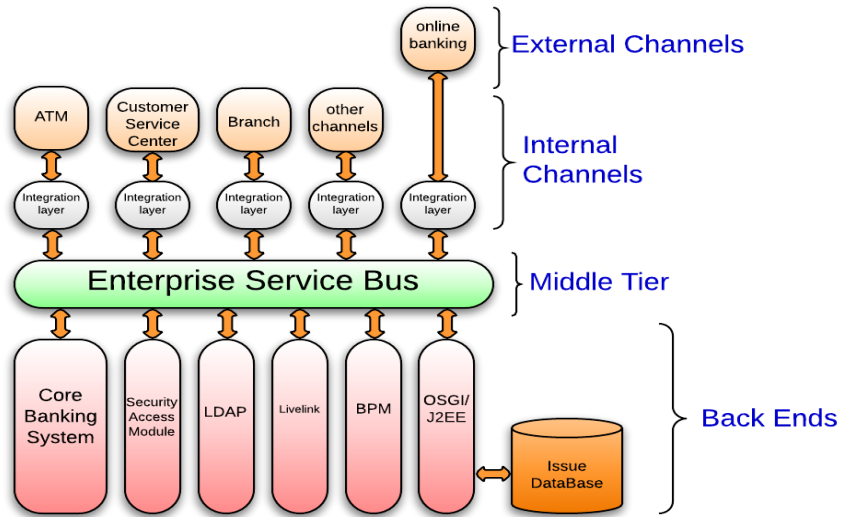 online
banking
External Channels
ATM
Customer
Service
Center
Branch
other
channels
Internal
Channels
Integration
layer
Integration
layer
Integration
layer
Integration
layer
Integration
layer
Enterprise Service Bus
Middle Tier
Core
Banking
System
Security
Access
Module
LDAP
Livelink
BPM
OSGI/
J2EE
Issue
DataBase
Back Ends